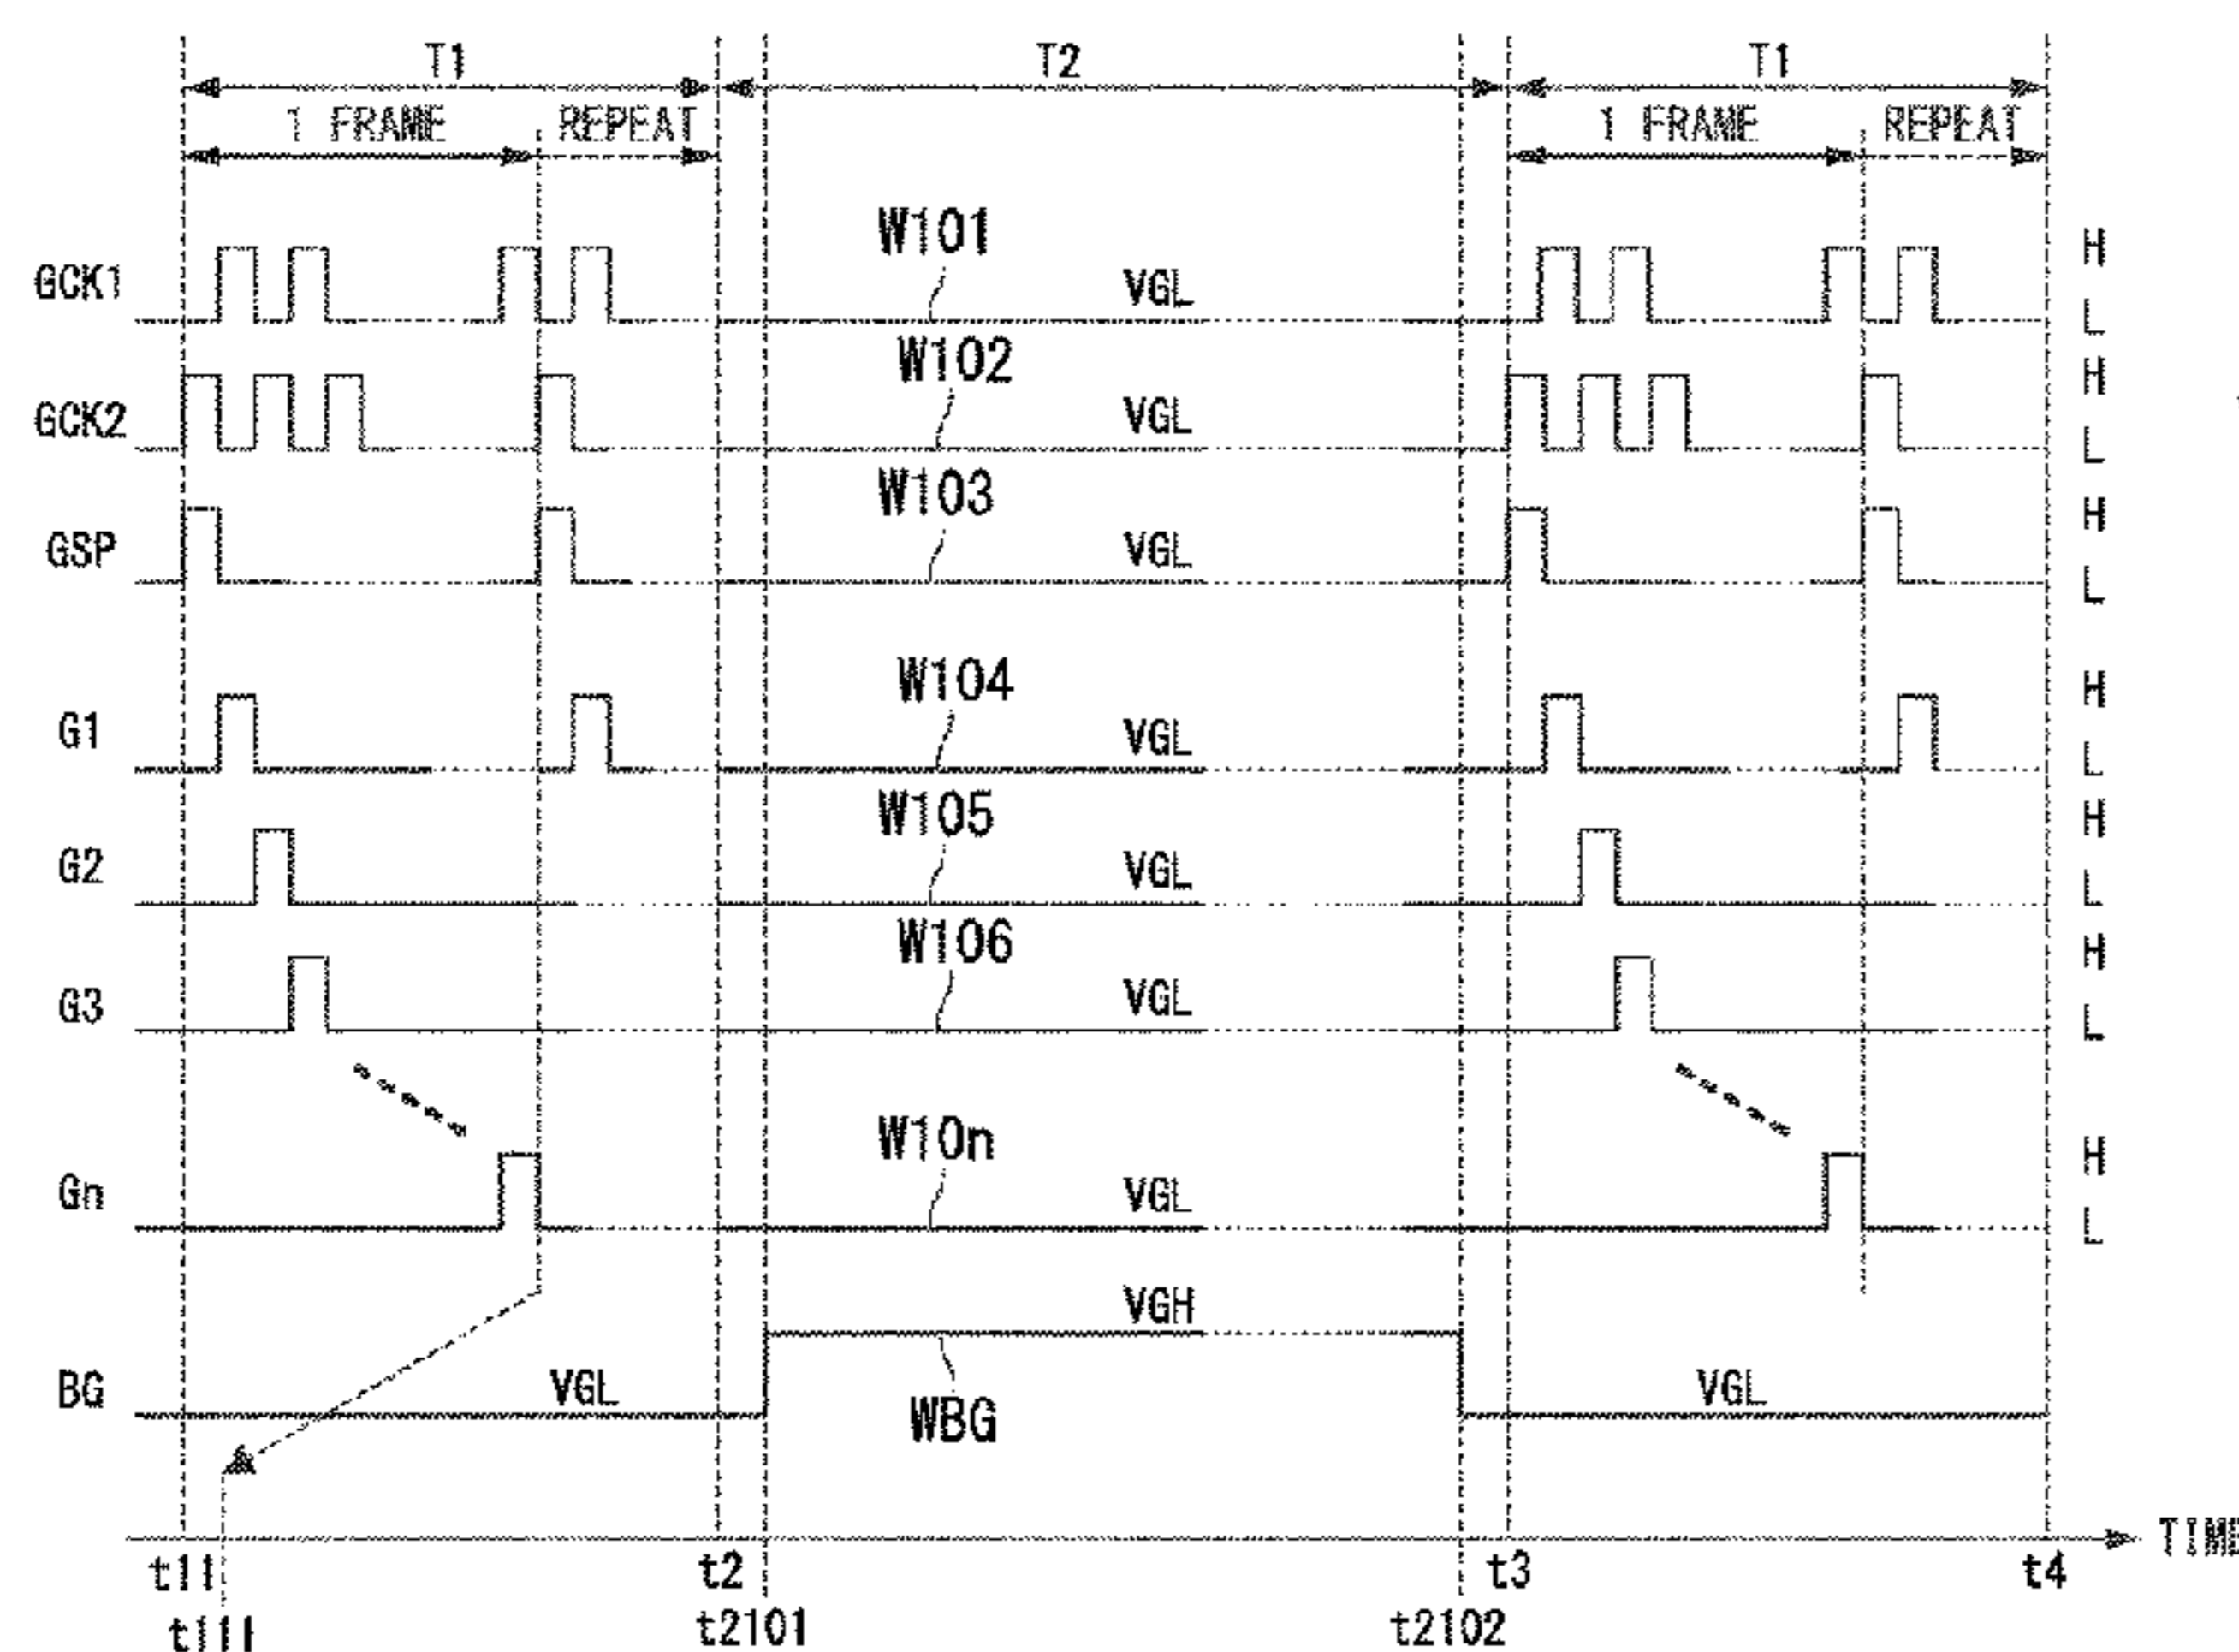 T1 T2 T1
1 FRAME REPEAT 1 FRAME REPEAT
W101
GCK1 VGL H L
W102
GCK2 VGL H L
W103
GSP VGL H L
W104
G1 VGL H L
W105
G2 VGL H L
W106
G3 VGL H L
W10n
Gn VGL H L
VGH
BG VGL VGL
WBG
TIME
t11 t2 t3 t4
t111 t2101 t2102